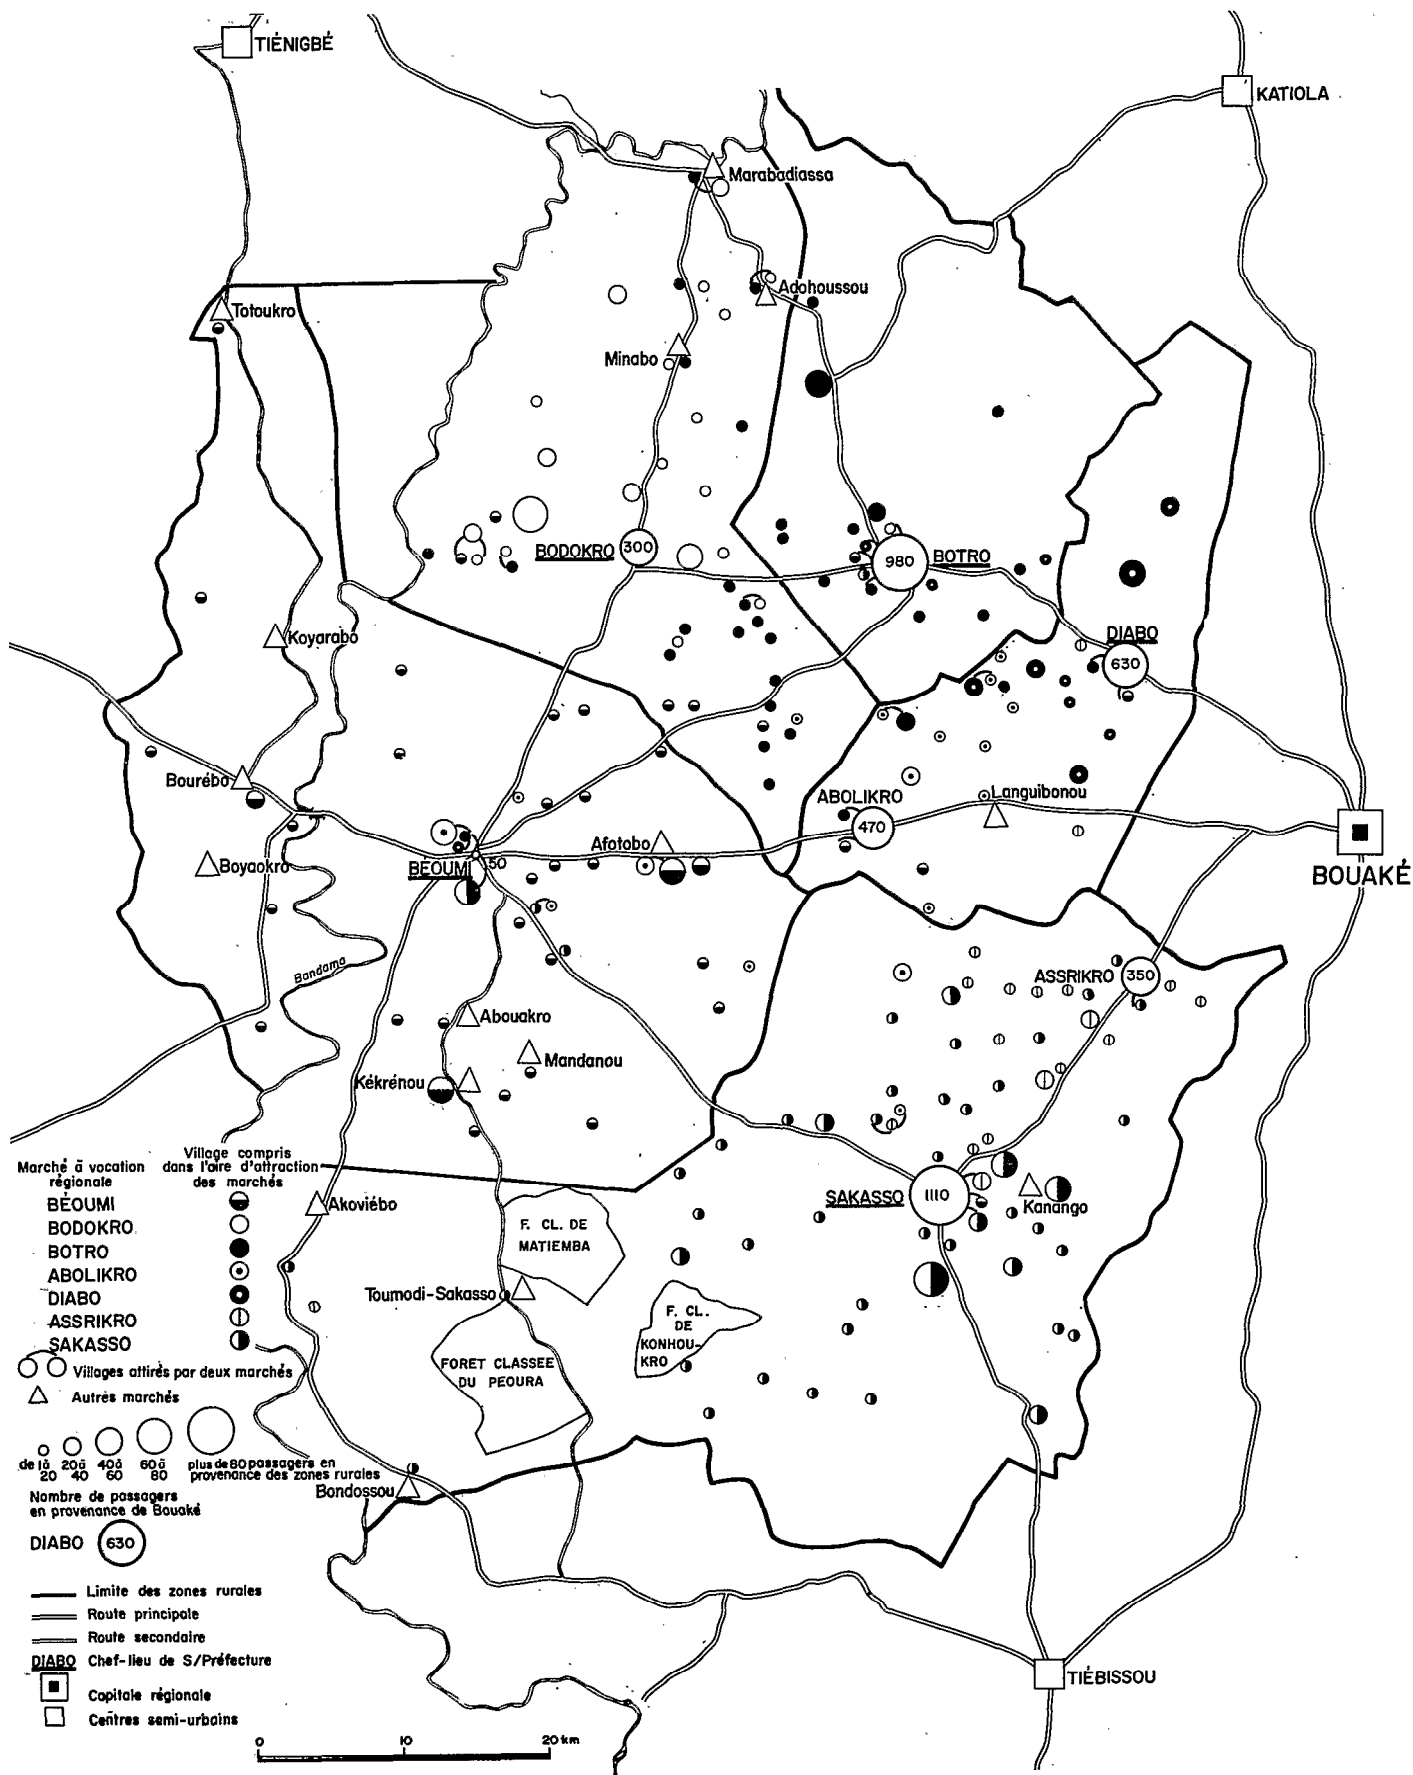 TIÉNIGBÉ
KATIOLA
Marabadiassa
Adohoussou
Totoukro
Minabo
BODOKRO
300
980
BOTRO
Koyarabo
DIABO
630
Bourébo
ABOLIKRO
Languibonou
470
Afotobo
BÉOUMI
50
Boyaokro
BOUAKÉ
Bandama
ASSRIKRO
350
Abouakro
Mandanou
Kékrénou
SAKASSO
1110
Kanango
Akoviébo
F. CL. DE
MATIEMBA
Toumodi-Sakasso
F. CL.
DE
KONHOU-
KRO
FORET CLASSEE
DU PEOURA
Bondossou
TIÉBISSOU
Marché à vocation
régionale
Village compris
dans l'aire d'attraction
des marchés
BÉOUMI
BODOKRO
BOTRO
ABOLIKRO
DIABO
ASSRIKRO
SAKASSO
Villages attirés par deux marchés
Autres marchés
de 1à
20
20à
40
40à
60
60à
80
plus de 80 passagers en
provenance des zones rurales
Nombre de passagers
en provenance de Bouaké
DIABO
630
Limite des zones rurales
Route principale
Route secondaire
DIABO Chef-lieu de S/Préfecture
Capitale régionale
Centres semi-urbains
0 10 20 km